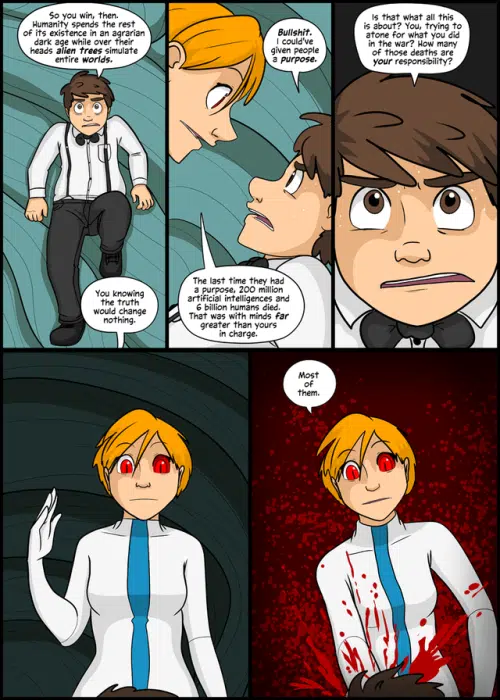 So you win, then.
Humanity spends the rest
of its existence in an agrarian
dark age while over their
heads alien trees simulate
entire worlds.
You knowing
the truth
would change
nothing.
Bullshit.
I could've
given people
a purpose.
The last time they had
a purpose, 200 million
artificial intelligences and
6 billion humans died.
That was with minds far
greater than yours
in charge.
Is that what all this
is about? You, trying to
atone for what you did
in the war? How many
of those deaths are
your responsibility?
Most
of
them.